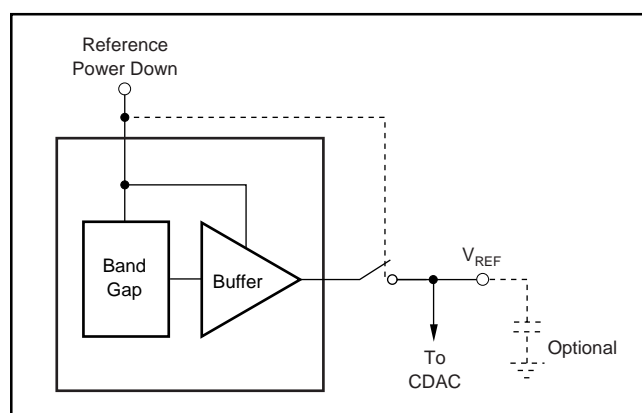 Reference
Power Down
Band
Gap
Buffer
VREF
To
CDAC
Optional